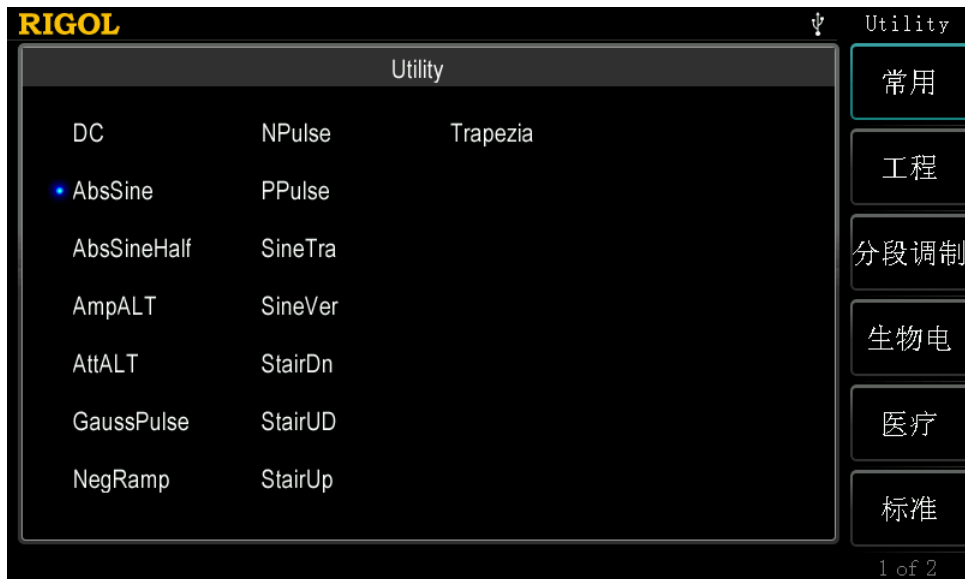 RIGOL
Utility
Utility
DC NPulse Trapezia
AbsSine PPulse
AbsSineHalf SineTra
AmpALT SineVer
AttALT StairDn
GaussPulse StairUD
NegRamp StairUp
常用
工程
分段调制
生物电
医疗
标准
1 of 2